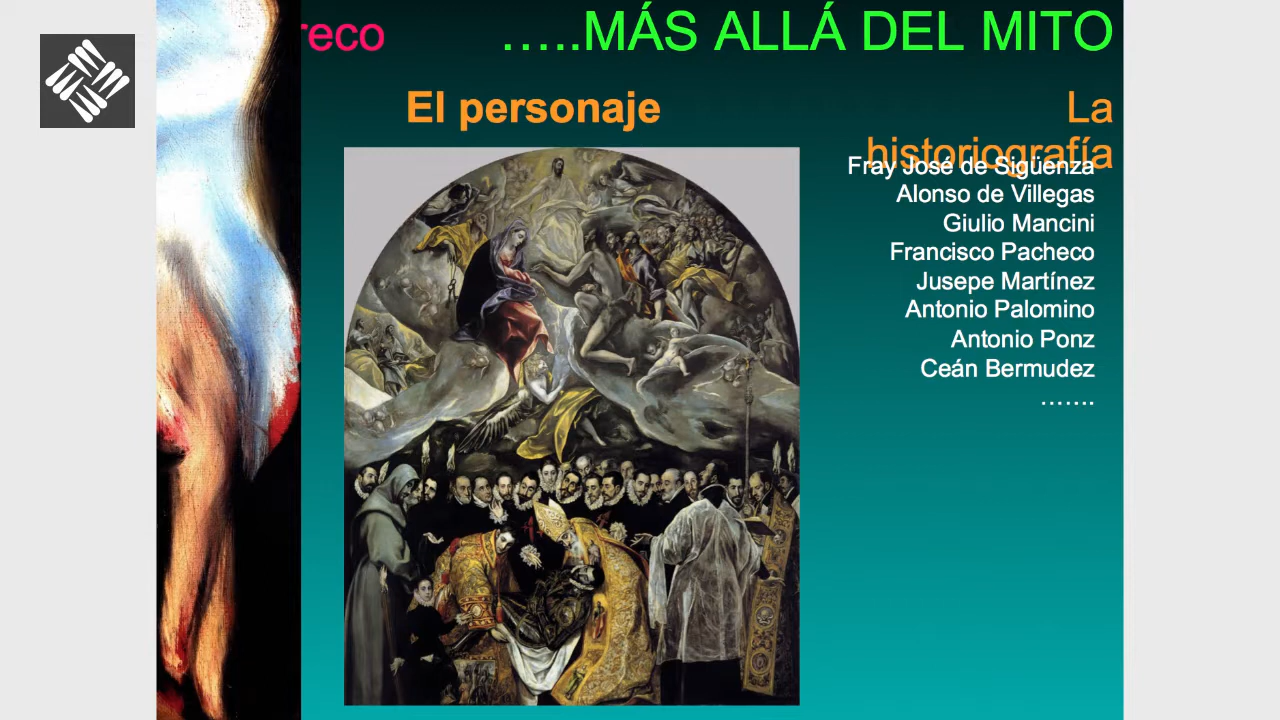 reco …..MÁS ALLÁ DEL MITO
El personaje
La
historiografía
Fray José de Sigüenza
Alonso de Villegas
Giulio Mancini
Francisco Pacheco
Jusepe Martínez
Antonio Palomino
Antonio Ponz
Ceán Bermudez
…….